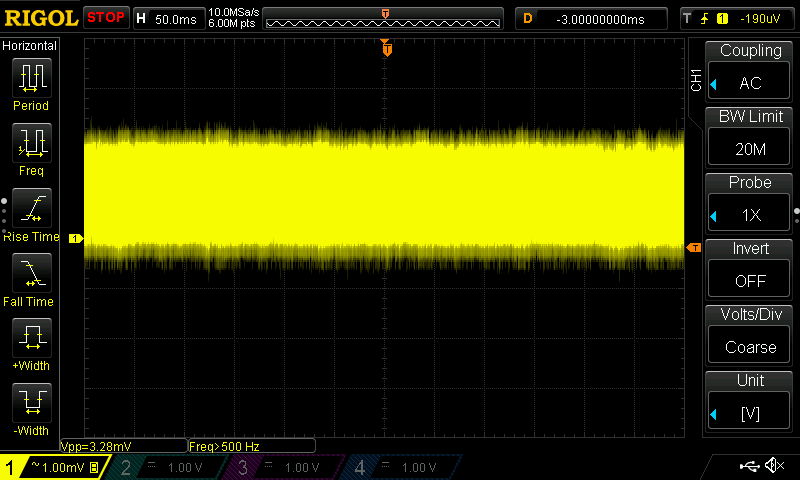 RIGOL STOP H 50.0ms 10.0MSa/s D -3.00000000ms T 1 -190uV
6.00M pts
T
Horizontal
T
Period
Freq
Rise Time
Fall Time
+Width
-Width
1
T
CH1
Coupling
AC
BW Limit
20M
Probe
1X
Invert
OFF
Volts/Div
Coarse
Unit
[V]
Vpp=3.28mV Freq>500 Hz
1 ~ 1.00mV B 2 1.00 V 3 1.00 V 4 1.00 V